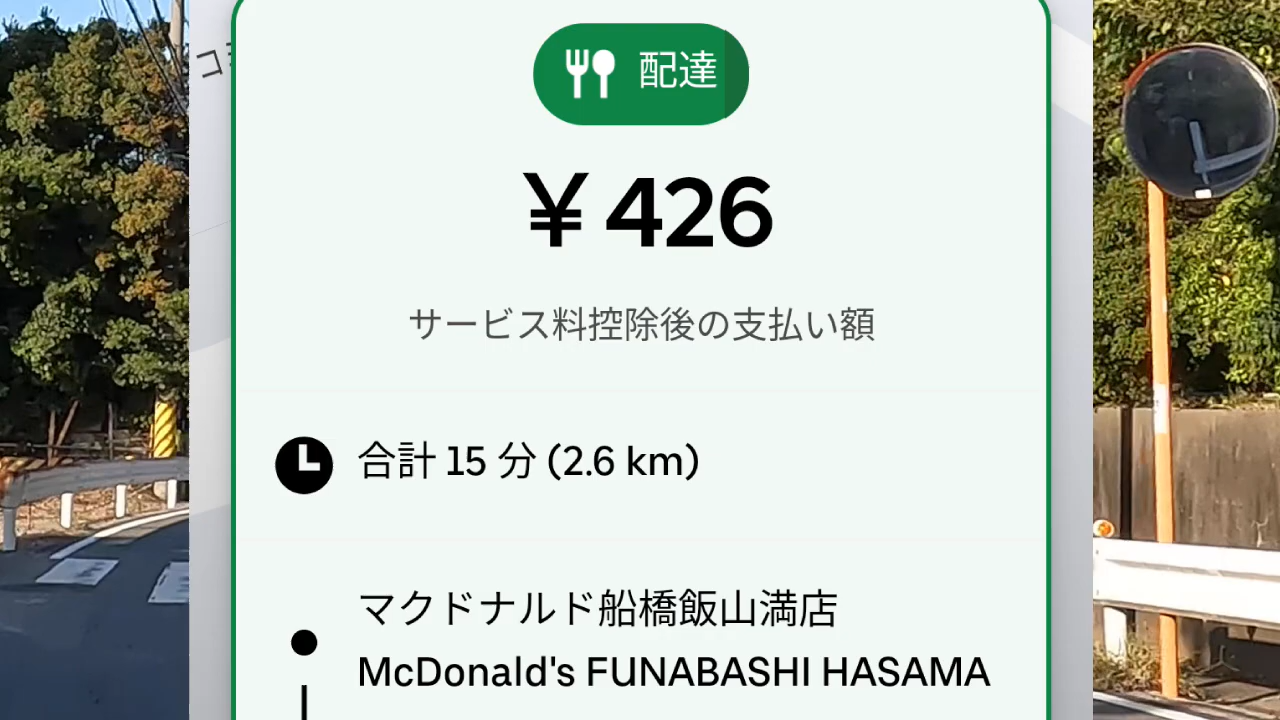 配達
¥426
サービス料控除後の支払い額
合計 15 分 (2.6 km)
マクドナルド船橋飯山満店
McDonald's FUNABASHI HASAMA